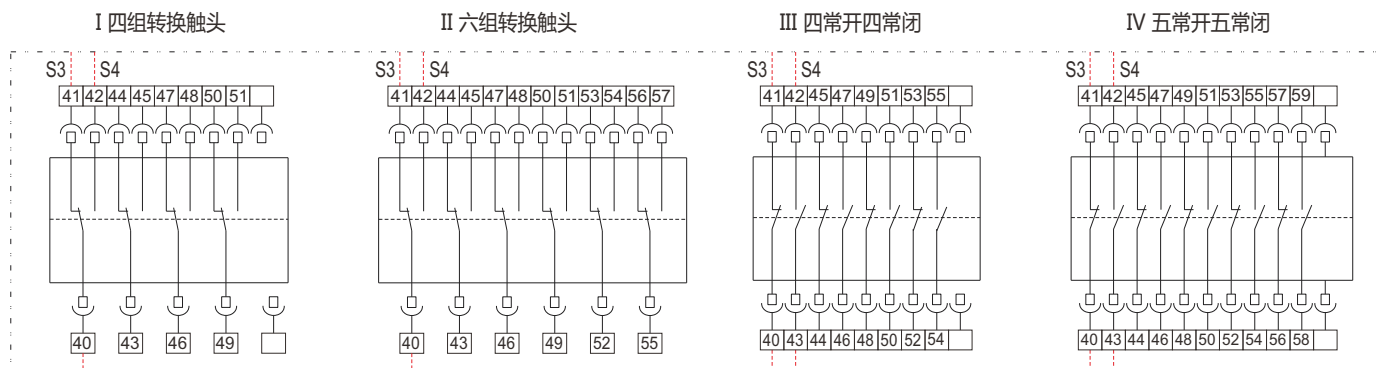 I 四组转换触头 II 六组转换触头 III 四常开四常闭 IV 五常开五常闭
S3 S4 S3 S4 S3 S4 S3 S4
41 42 44 45 47 48 50 51 41 42 44 45 47 48 50 51 53 54 56 57 41 42 45 47 49 51 53 55 41 42 45 47 49 51 53 55 57 59
40 43 46 49 40 43 46 49 52 55 40 43 44 46 48 50 52 54 40 43 44 46 48 50 52 54 56 58